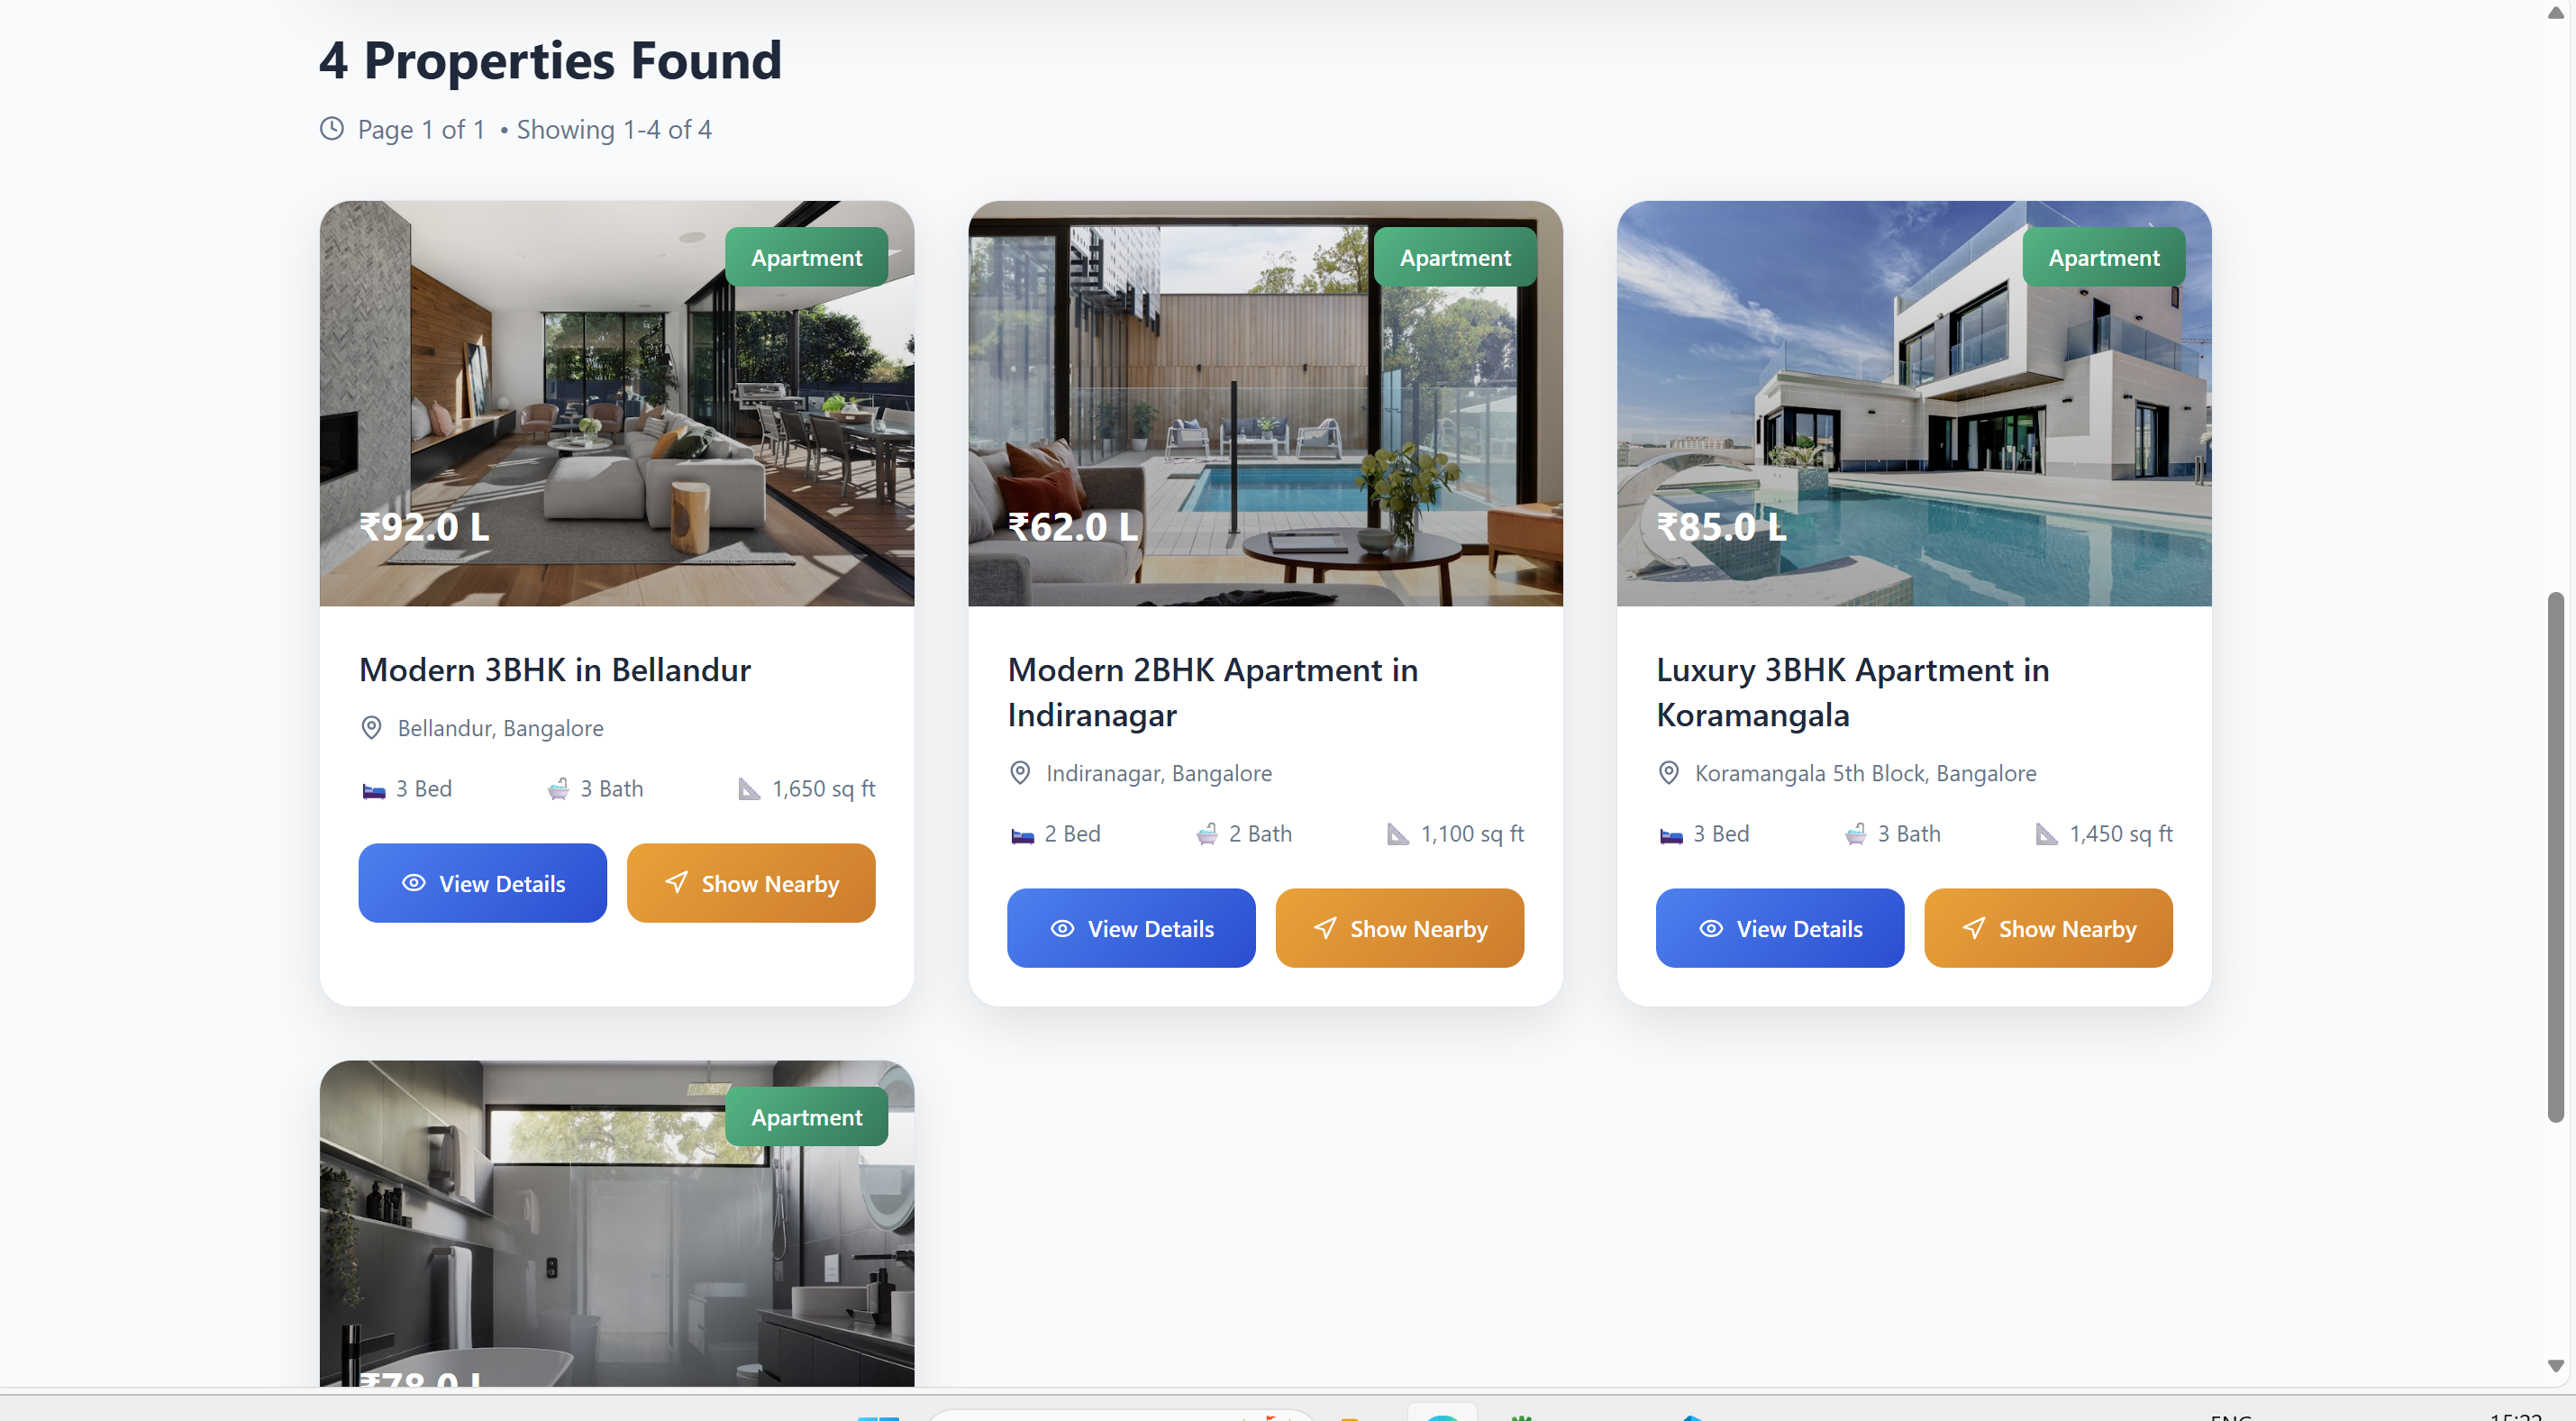 4 Properties Found
Page 1 of 1 • Showing 1-4 of 4
Apartment
₹92.0 L
Modern 3BHK in Bellandur
Bellandur, Bangalore
3 Bed 3 Bath 1,650 sq ft
View Details Show Nearby
Apartment
₹62.0 L
Modern 2BHK Apartment in
Indiranagar
Indiranagar, Bangalore
2 Bed 2 Bath 1,100 sq ft
View Details Show Nearby
Apartment
₹85.0 L
Luxury 3BHK Apartment in
Koramangala
Koramangala 5th Block, Bangalore
3 Bed 3 Bath 1,450 sq ft
View Details Show Nearby
Apartment
₹78.0 L